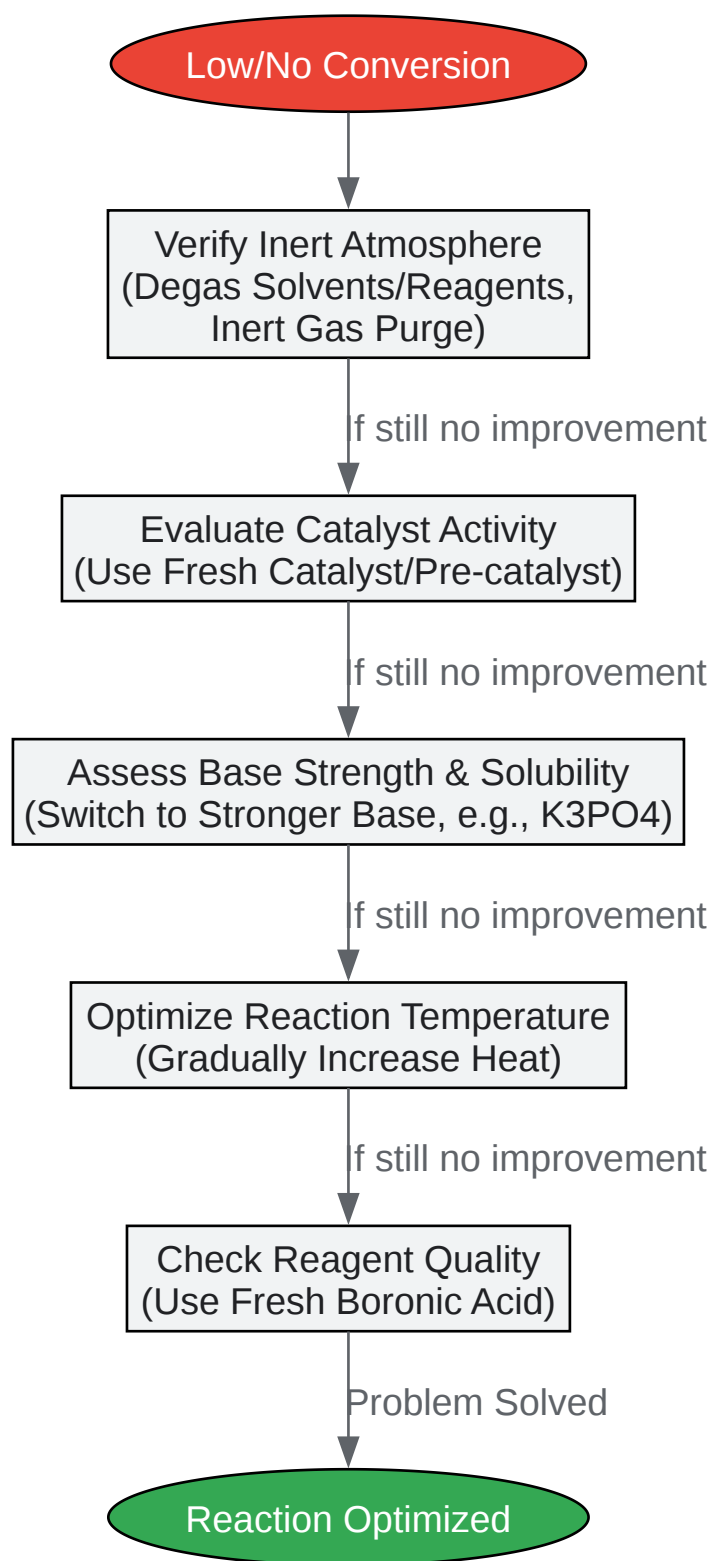 Low/No Conversion
Verify Inert Atmosphere
(Degas Solvents/Reagents,
Inert Gas Purge)
If still no improvement
Evaluate Catalyst Activity
(Use Fresh Catalyst/Pre-catalyst)
If still no improvement
Assess Base Strength & Solubility
(Switch to Stronger Base, e.g., K3PO4)
If still no improvement
Optimize Reaction Temperature
(Gradually Increase Heat)
If still no improvement
Check Reagent Quality
(Use Fresh Boronic Acid)
Problem Solved
Reaction Optimized